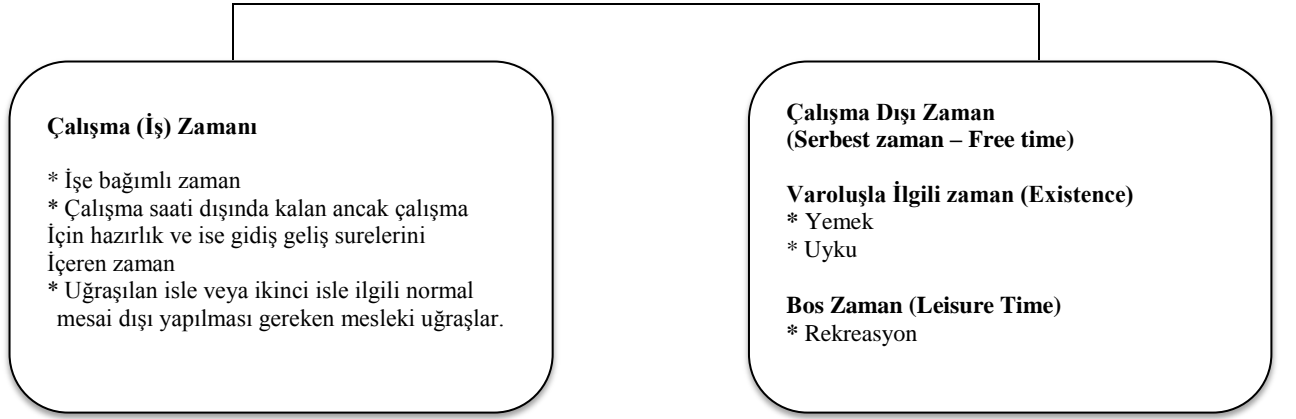 Çalışma (İş) Zamanı
* İşe bağımlı zaman
* Çalışma saati dışında kalan ancak çalışma
İçin hazırlık ve ise gidiş geliş surelerini
İçeren zaman
* Uğraşılan isle veya ikinci isle ilgili normal
mesai dışı yapılması gereken mesleki uğraşlar.
Çalışma Dışı Zaman
(Serbest zaman – Free time)
Varoluşla İlgili zaman (Existence)
* Yemek
* Uyku
Bos Zaman (Leisure Time)
* Rekreasyon